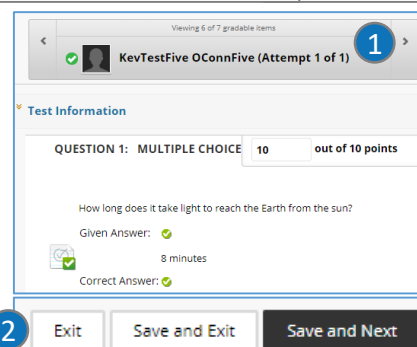 Viewing 6 of 7 gradable items
KevTestFive OConnFive (Attempt 1 of 1)
1
Test Information
QUESTION 1: MULTIPLE CHOICE 10 out of 10 points
How long does it take light to reach the Earth from the sun?
Given Answer:
8 minutes
Correct Answer:
2
Exit Save and Exit Save and Next